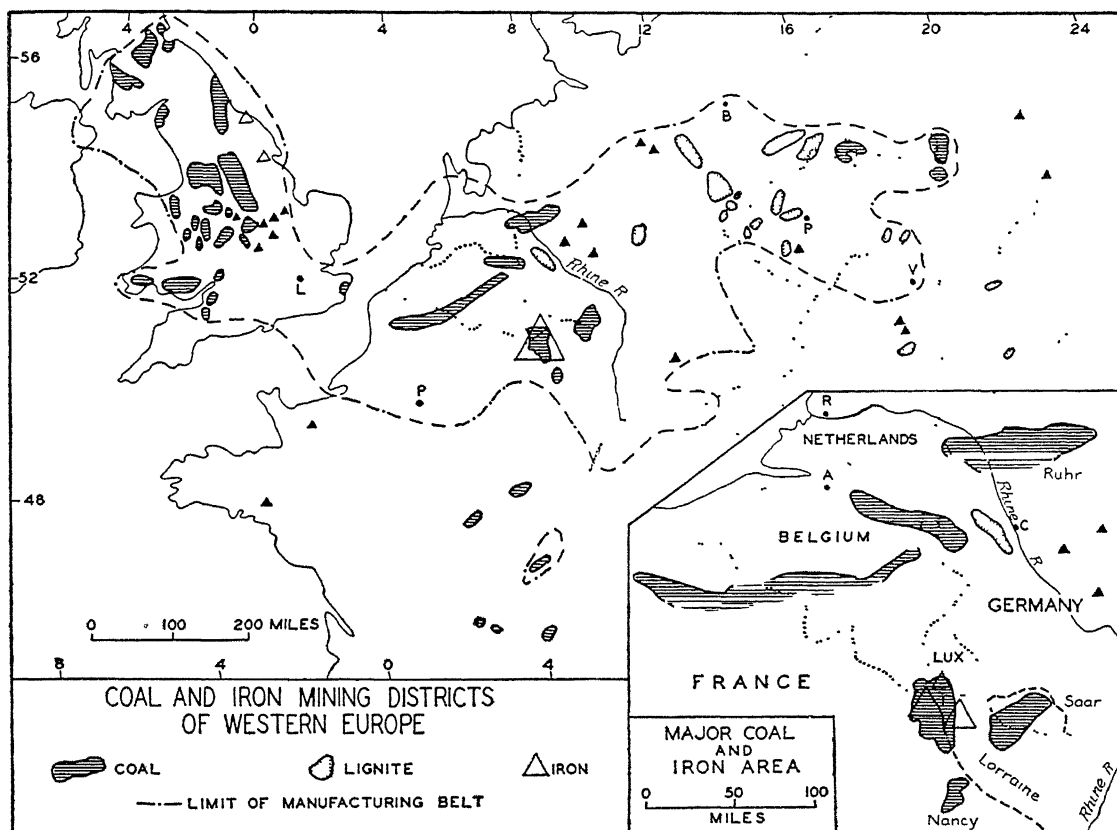 4 0 8 12 16 20 24
56
B
P
V
52
L
Rhine R
P
48
0 100 200 MILES
8 4 0 4
COAL AND IRON MINING DISTRICTS
OF WESTERN EUROPE
COAL LIGNITE IRON
LIMIT OF MANUFACTURING BELT
R
NETHERLANDS
Ruhr
A
Rhine R
C
BELGIUM
GERMANY
LUX
FRANCE
Saar
Lorraine
Nancy
Rhine R
MAJOR COAL
AND
IRON AREA
0 50 100
MILES